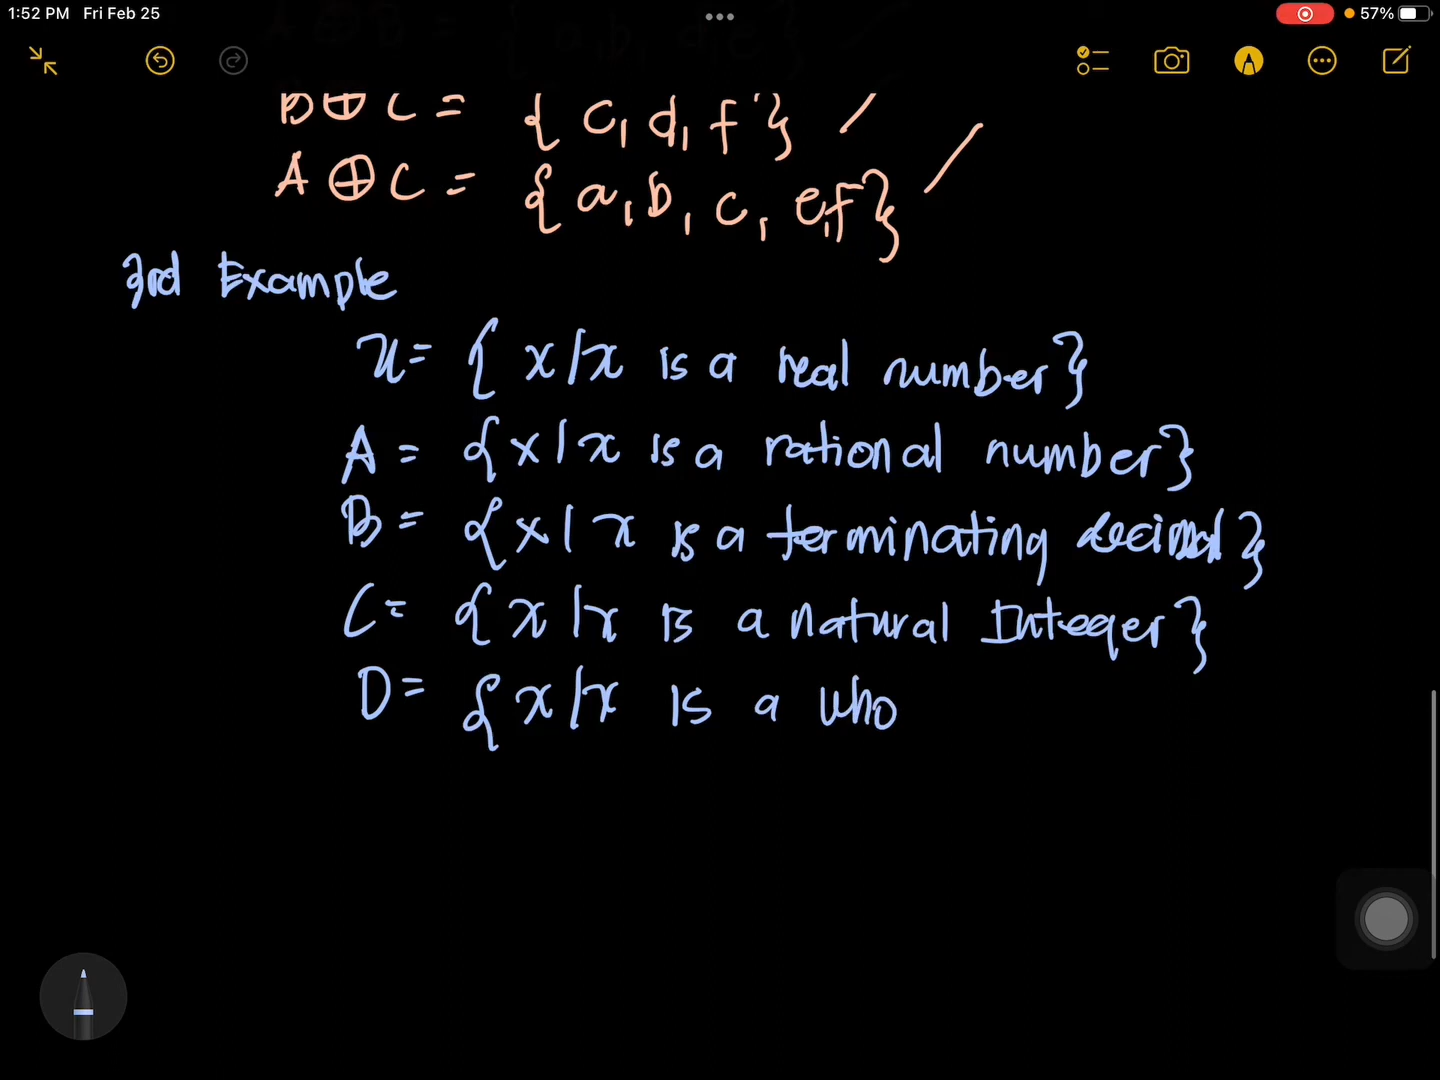 1:52 PM Fri Feb 25
57%
B⊕C = {c, d, f}
A⊕C = {a, b, c, e, f}
3rd Example
U = {x/x is a real number}
A = {x|x is a rational number}
B = {x|x is a terminating decimal}
C = {x/x is a natural Integer}
D = {x/x is a who